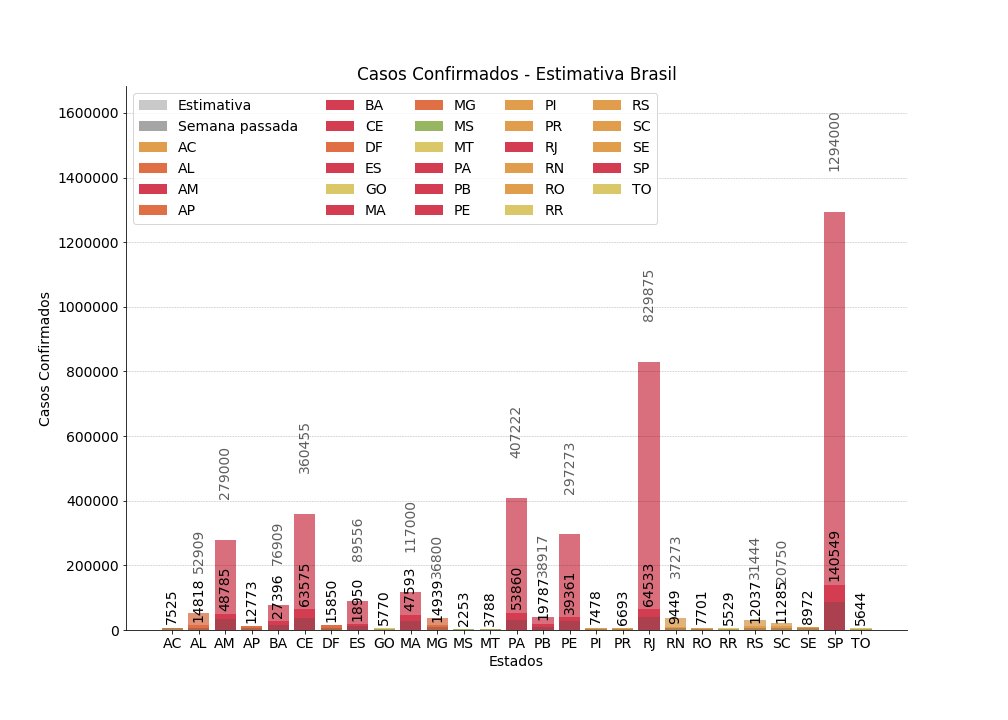 Casos Confirmados - Estimativa Brasil
Estimativa
Semana passada
AC
AL
AM
AP
BA
CE
DF
ES
GO
MA
MG
MS
MT
PA
PB
PE
PI
PR
RJ
RN
RO
RR
RS
SC
SE
SP
TO
Casos Confirmados
1600000
1400000
1200000
1000000
800000
600000
400000
200000
0
7525
52909
14818
279000
48785
12773
76909
27396
360455
63575
15850
89556
18950
5770
117000
47593
36800
14939
2253
3788
407222
53860
38917
19787
297273
39361
7478
6693
829875
64533
37273
9449
7701
5529
31444
12037
20750
11285
8972
1294000
140549
5644
AC AL AM AP BA CE DF ES GO MA MG MS MT PA PB PE PI PR RJ RN RO RR RS SC SE SP TO
Estados